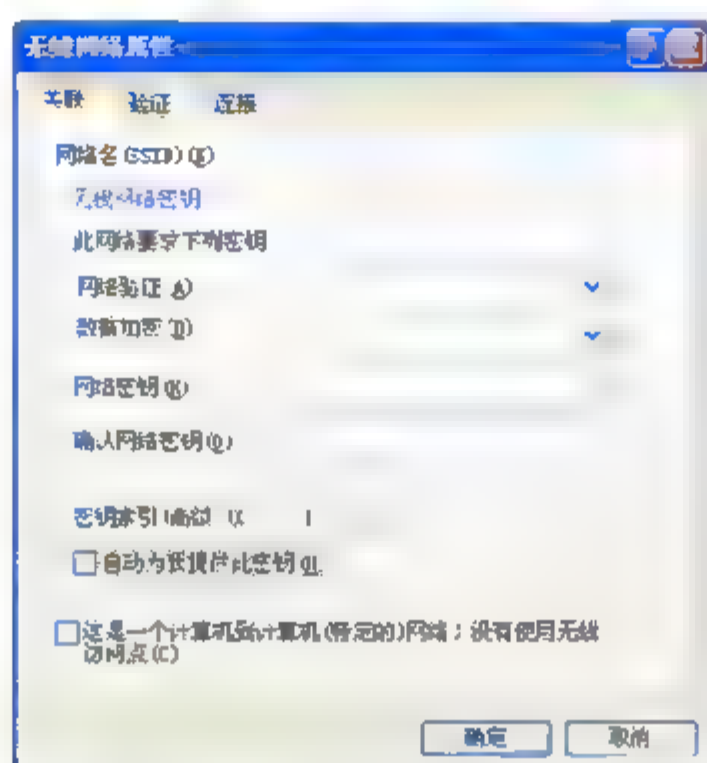 无线网络属性
关联 验证 连接
网络名(SSID)(N)
无线网络密钥
此网络要求下列密钥
网络验证(A)
数据加密(D)
网络密钥(K)
确认网络密钥(O)
密钥索引(高级)(X) 1
自动为我提供此密钥(H)
这是一个计算机到计算机(特定的)网络；没有使用无线
访问点(C)
确定 取消